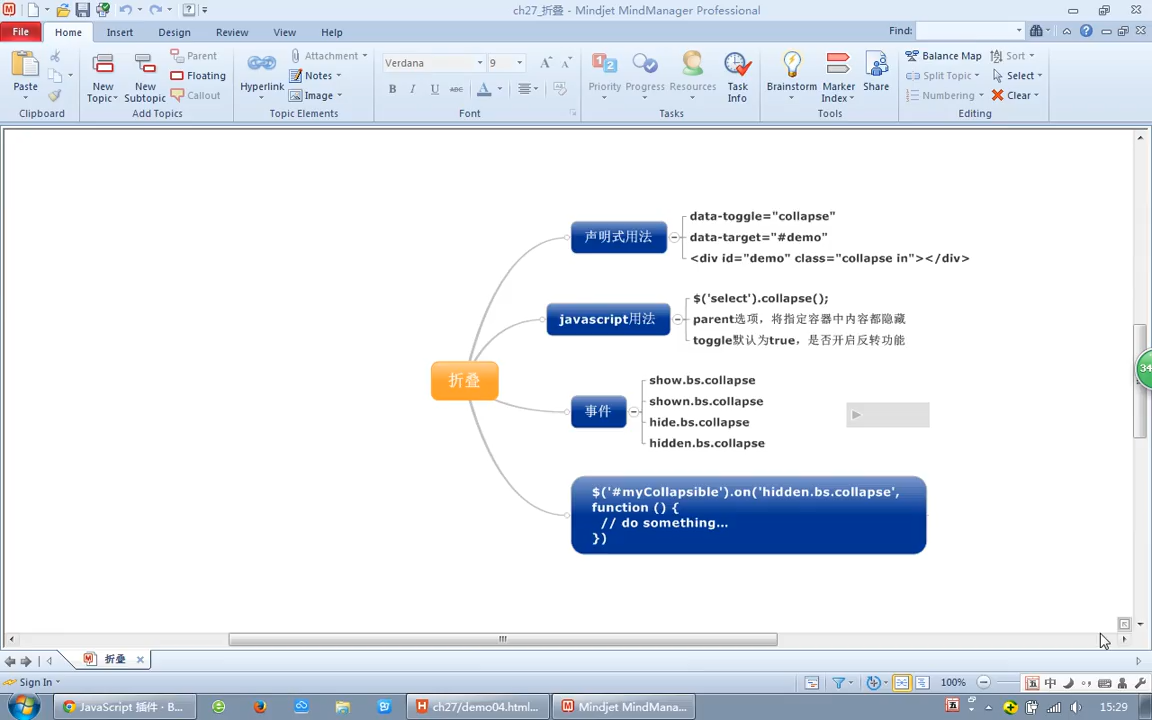 ch27_折叠 - Mindjet MindManager Professional
File
Home
Insert
Design
Review
View
Help
Find:
Paste
Clipboard
New Topic
New Subtopic
Parent
Floating
Callout
Add Topics
Hyperlink
Attachment
Notes
Image
Topic Elements
Verdana
9
B I U abc A
Font
Priority
Progress
Resources
Task Info
Tasks
Brainstorm
Marker Index
Share
Tools
Balance Map
Split Topic
Numbering
Sort
Select
Clear
Editing
折叠
声明式用法
data-toggle="collapse"
data-target="#demo"
<div id="demo" class="collapse in"></div>
javascript用法
$('select').collapse();
parent选项，将指定容器中内容都隐藏
toggle默认为true，是否开启反转功能
事件
show.bs.collapse
shown.bs.collapse
hide.bs.collapse
hidden.bs.collapse
$('#myCollapsible').on('hidden.bs.collapse',
function () {
// do something…
})
34
折叠
Sign In
100%
五 中
JavaScript 插件 · B...
ch27/demo04.html...
Mindjet MindMana...
五
15:29